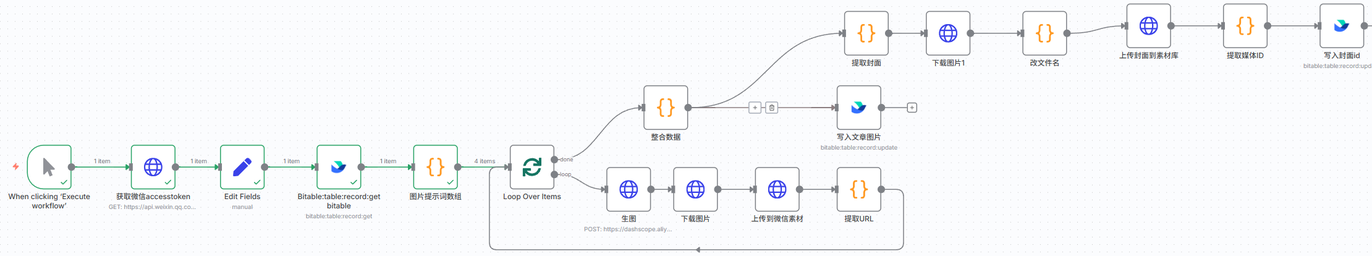 提取封面
下载图片1
改文件名
上传封面到素材库
提取媒体ID
写入封面id
bitable:table:record:upd
整合数据
写入文章图片
bitable:table:record:update
1 item
1 item
1 item
1 item
4 items
done
loop
When clicking 'Execute
workflow'
获取微信accesstoken
GET: https://api.weixin.qq.co...
Edit Fields
manual
Bitable:table:record:get
bitable
bitable:table:record:get
图片提示词数组
Loop Over Items
生图
POST: https://dashscope.aliy...
下载图片
上传到微信素材
提取URL